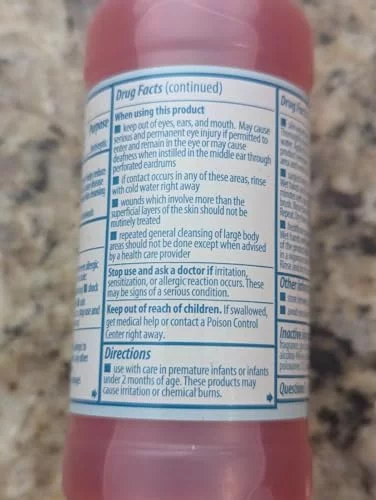 Drug Facts (continued)
When using this product
■ keep out of eyes, ears, and mouth. May cause
serious and permanent eye injury if permitted to
enter and remain in the eye or may cause
deafness when instilled in the middle ear through
perforated eardrums
■ if contact occurs in any of these areas, rinse
with cold water right away
■ wounds which involve more than the
superficial layers of the skin should not be
routinely treated
■ repeated general cleansing of large body
areas should not be done except when advised
by a health care provider
Stop use and ask a doctor if irritation,
sensitization, or allergic reaction occurs. These
may be signs of a serious condition.
Keep out of reach of children. If swallowed,
get medical help or contact a Poison Control
Center right away.
Directions
■ use with care in premature infants or infants
under 2 months of age. These products may
cause irritation or chemical burns.
Purpose
Antiseptic
Drug Facts
Other
Inactive
Questions